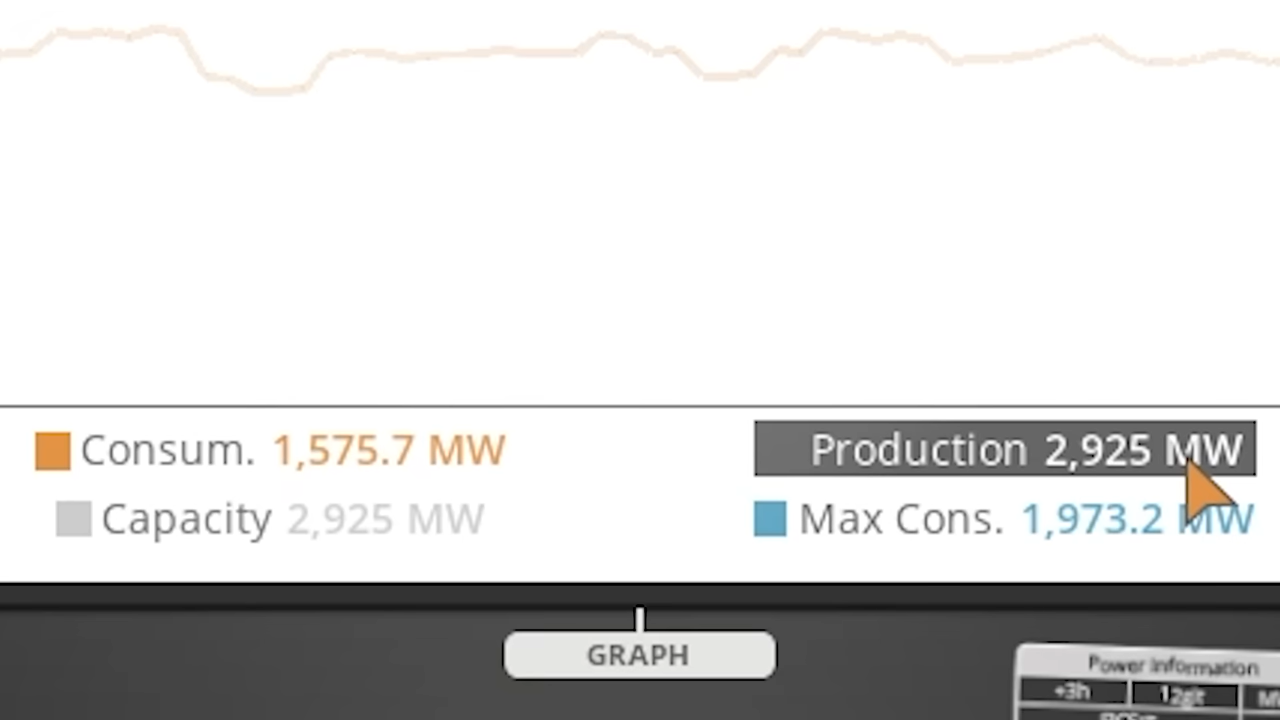 Consum. 1,575.7 MW
Production 2,925 MW
Capacity 2,925 MW
Max Cons. 1,973.2 MW
GRAPH
Power Information
+3h